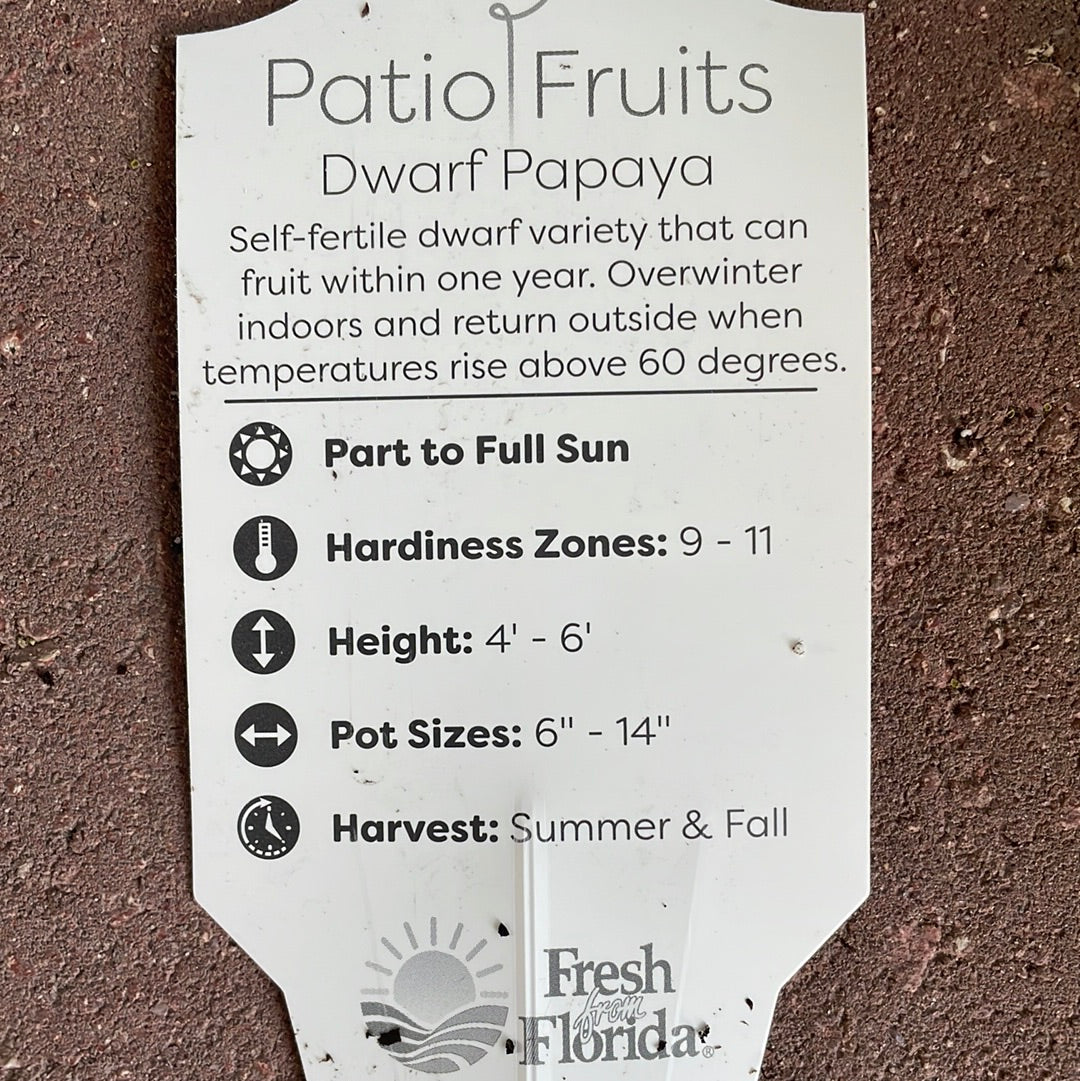 Patio Fruits
Dwarf Papaya
Self-fertile dwarf variety that can
fruit within one year. Overwinter
indoors and return outside when
temperatures rise above 60 degrees.
Part to Full Sun
Hardiness Zones: 9 - 11
Height: 4' - 6'
Pot Sizes: 6" - 14"
Harvest: Summer & Fall
Fresh
from
Florida®